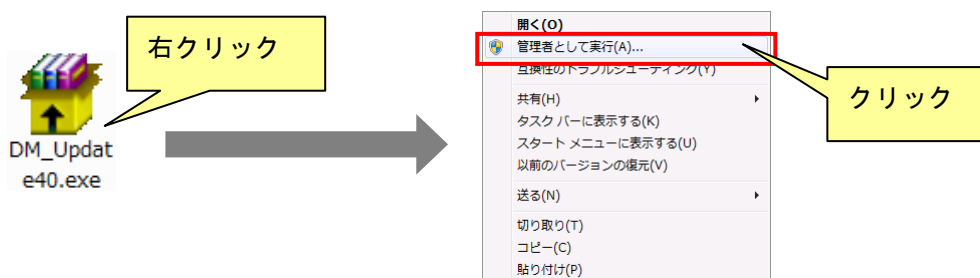 右クリック
DM_Updat
e40.exe
開く(O)
管理者として実行(A)...
互換性のトラブルシューティング(Y)
共有(H)
タスク バーに表示する(K)
スタート メニューに表示する(U)
以前のバージョンの復元(V)
送る(N)
切り取り(T)
コピー(C)
貼り付け(P)
クリック